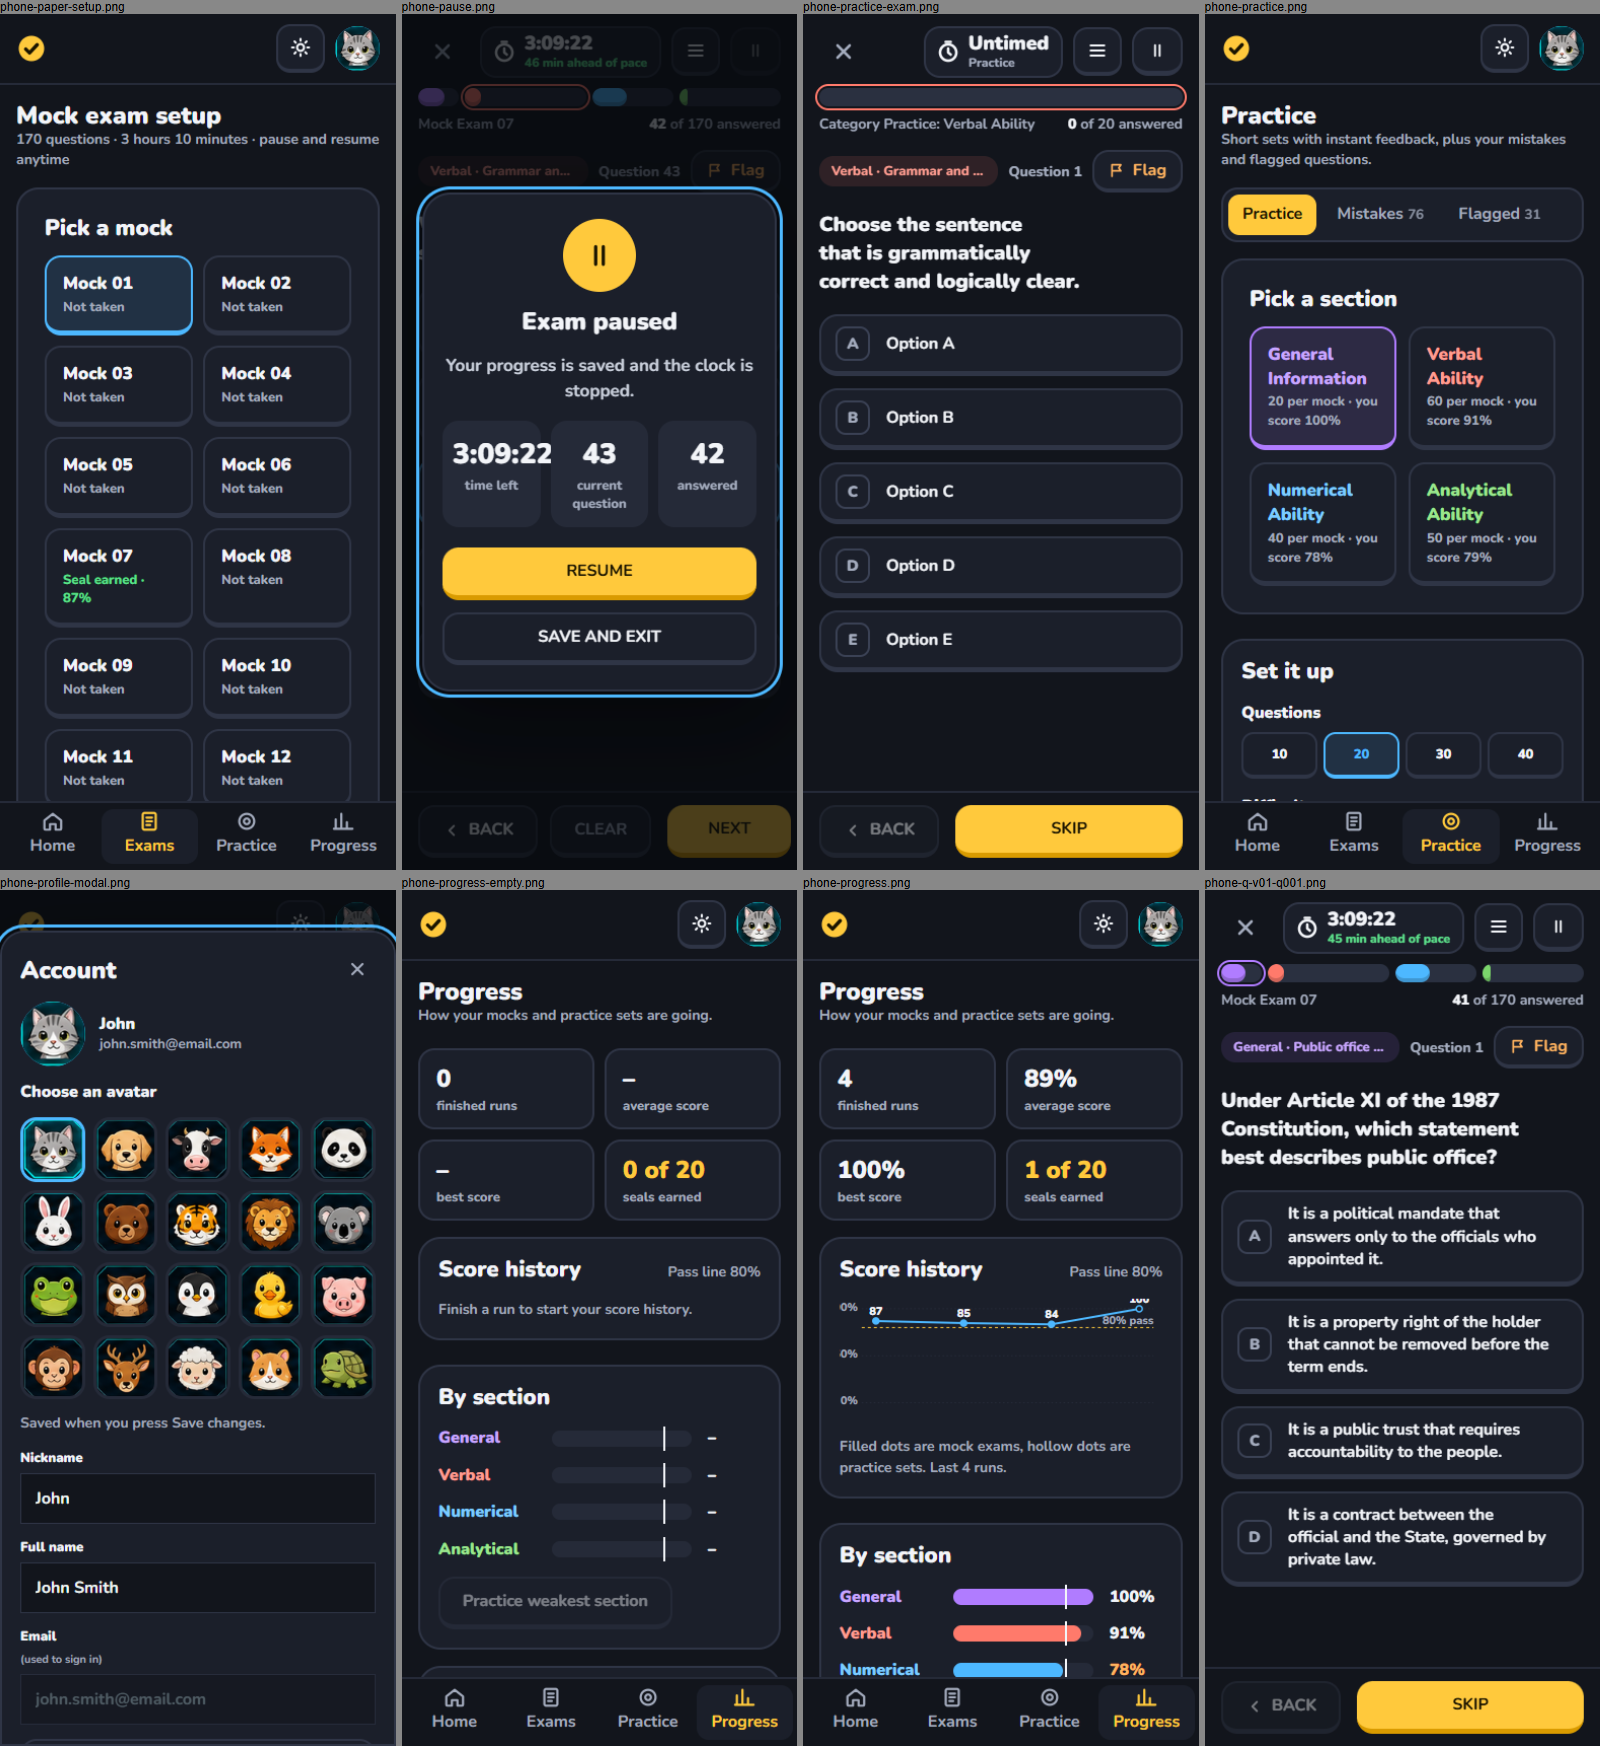 phone-paper-setup.png
Mock exam setup
170 questions · 3 hours 10 minutes · pause and resume
anytime
Pick a mock
Mock 01
Not taken
Mock 02
Not taken
Mock 03
Not taken
Mock 04
Not taken
Mock 05
Not taken
Mock 06
Not taken
Mock 07
Seal earned ·
87%
Mock 08
Not taken
Mock 09
Not taken
Mock 10
Not taken
Mock 11
Not taken
Mock 12
Not taken
Home
Exams
Practice
Progress
phone-pause.png
3:09:22
46 min ahead of pace
Mock Exam 07
42 of 170 answered
Verbal · Grammar an...
Question 43
Flag
Exam paused
Your progress is saved and the clock is
stopped.
3:09:22
time left
43
current
question
42
answered
RESUME
SAVE AND EXIT
BACK
CLEAR
NEXT
phone-practice-exam.png
Untimed
Practice
Category Practice: Verbal Ability
0 of 20 answered
Verbal · Grammar and ...
Question 1
Flag
Choose the sentence
that is grammatically
correct and logically clear.
A
Option A
B
Option B
C
Option C
D
Option D
E
Option E
BACK
SKIP
phone-practice.png
Practice
Short sets with instant feedback, plus your mistakes
and flagged questions.
Practice
Mistakes 76
Flagged 31
Pick a section
General
Information
20 per mock · you
score 100%
Verbal
Ability
60 per mock · you
score 91%
Numerical
Ability
40 per mock · you
score 78%
Analytical
Ability
50 per mock · you
score 79%
Set it up
Questions
10
20
30
40
Home
Exams
Practice
Progress
phone-profile-modal.png
Account
John
john.smith@email.com
Choose an avatar
Saved when you press Save changes.
Nickname
John
Full name
John Smith
Email
(used to sign in)
john.smith@email.com
phone-progress-empty.png
Progress
How your mocks and practice sets are going.
0
finished runs
–
average score
–
best score
0 of 20
seals earned
Score history
Pass line 80%
Finish a run to start your score history.
By section
General
–
Verbal
–
Numerical
–
Analytical
–
Practice weakest section
Home
Exams
Practice
Progress
phone-progress.png
Progress
How your mocks and practice sets are going.
4
finished runs
89%
average score
100%
best score
1 of 20
seals earned
Score history
Pass line 80%
0%
87
85
84
100
80% pass
0%
0%
Filled dots are mock exams, hollow dots are
practice sets. Last 4 runs.
By section
General
100%
Verbal
91%
Numerical
78%
Home
Exams
Practice
Progress
phone-q-v01-q001.png
3:09:22
45 min ahead of pace
Mock Exam 07
41 of 170 answered
General · Public office ...
Question 1
Flag
Under Article XI of the 1987
Constitution, which statement
best describes public office?
A
It is a political mandate that
answers only to the officials who
appointed it.
B
It is a property right of the holder
that cannot be removed before the
term ends.
C
It is a public trust that requires
accountability to the people.
D
It is a contract between the
official and the State, governed by
private law.
BACK
SKIP